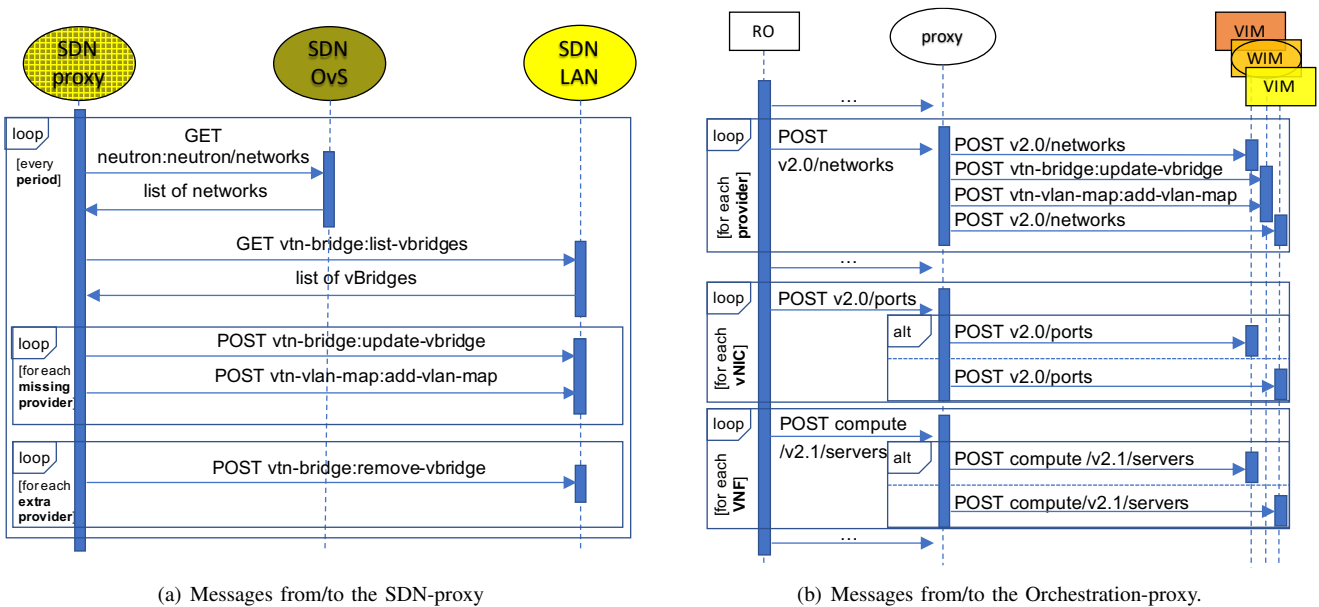 SDN
proxy
SDN
OvS
SDN
LAN
loop
[every
period]
GET
neutron:neutron/networks
list of networks
GET vtn-bridge:list-vbridges
list of vBridges
loop
[for each
missing
provider]
POST vtn-bridge:update-vbridge
POST vtn-vlan-map:add-vlan-map
loop
[for each
extra
provider]
POST vtn-bridge:remove-vbridge
(a) Messages from/to the SDN-proxy
RO
proxy
VIM
WIM
VIM
...
loop
[for each
provider]
POST
v2.0/networks
POST v2.0/networks
POST vtn-bridge:update-vbridge
POST vtn-vlan-map:add-vlan-map
POST v2.0/networks
...
loop
[for each
vNIC]
POST v2.0/ports
alt
POST v2.0/ports
POST v2.0/ports
loop
[for each
VNF]
POST compute
/v2.1/servers
alt
POST compute /v2.1/servers
POST compute/v2.1/servers
...
(b) Messages from/to the Orchestration-proxy.